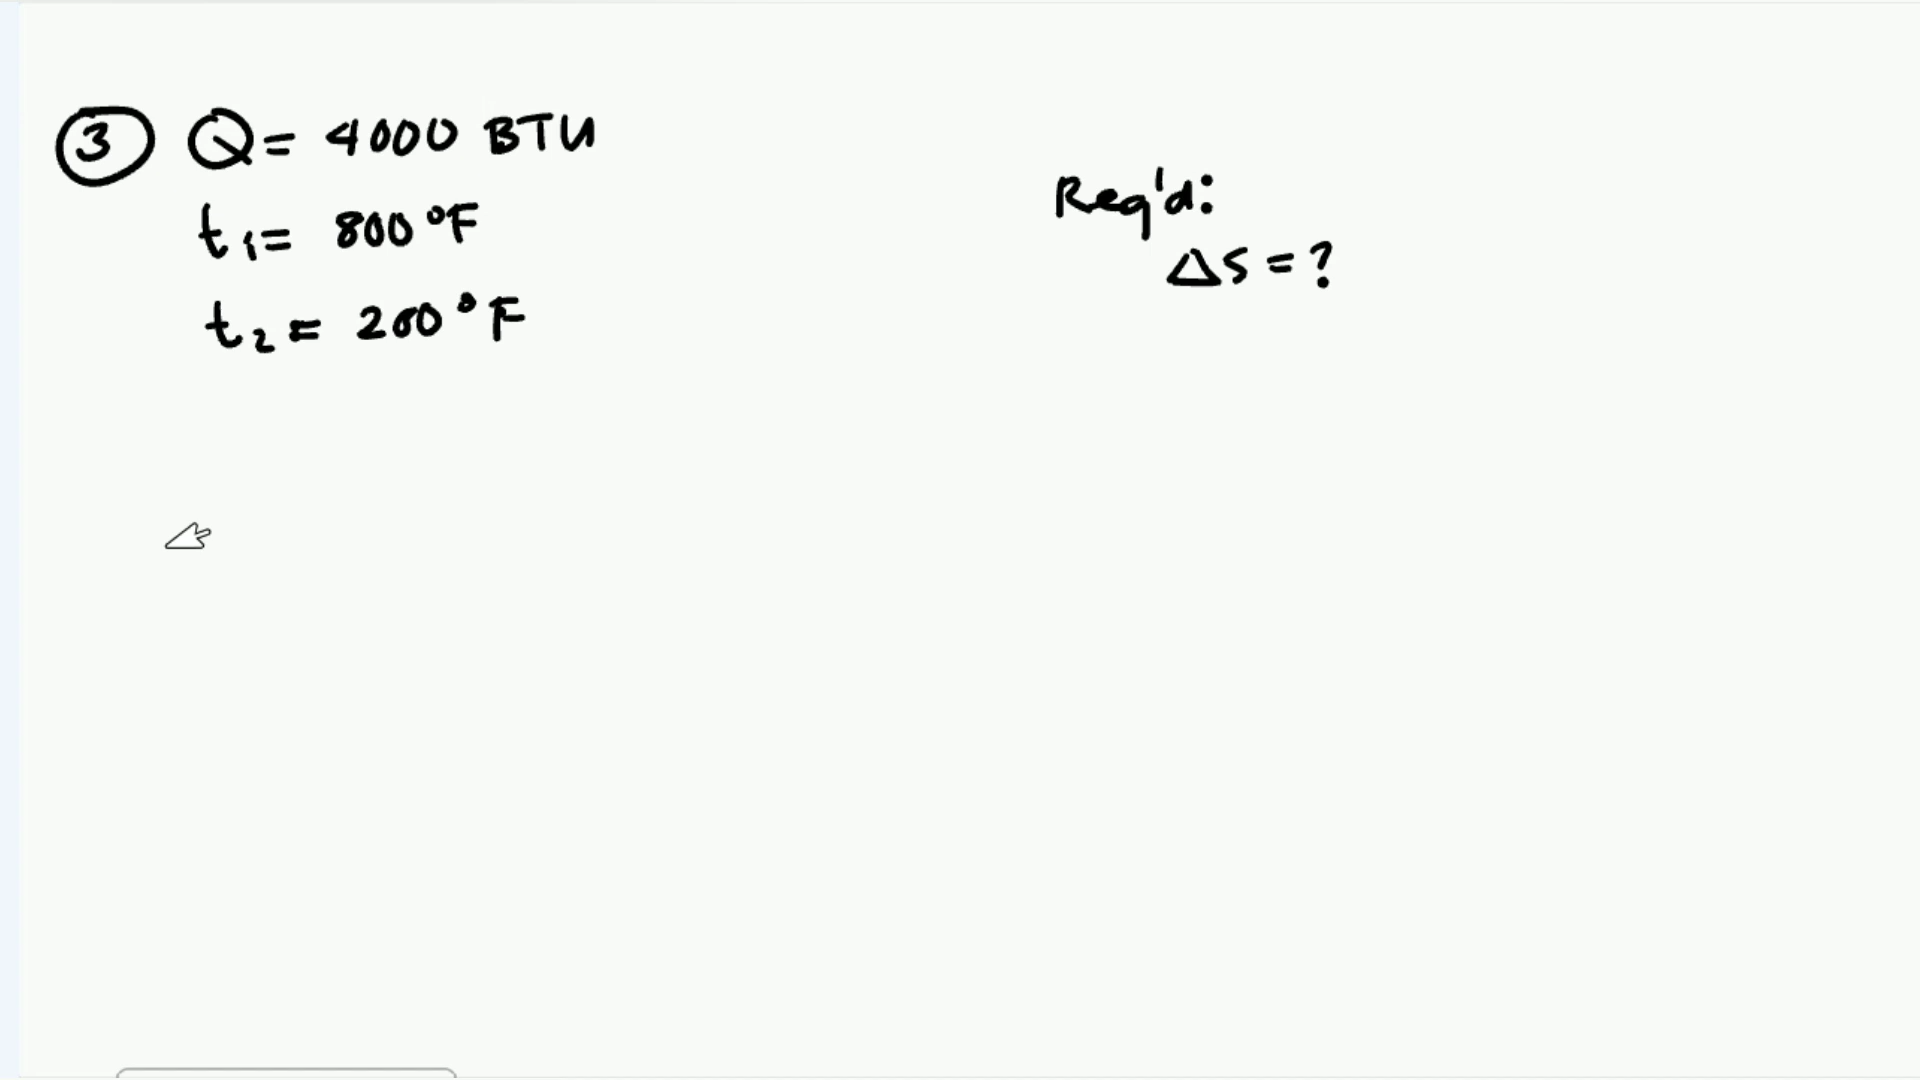 ③ Q = 4000 BTU
t₁ = 800 °F
t₂ = 200 °F
Req'd:
ΔS = ?